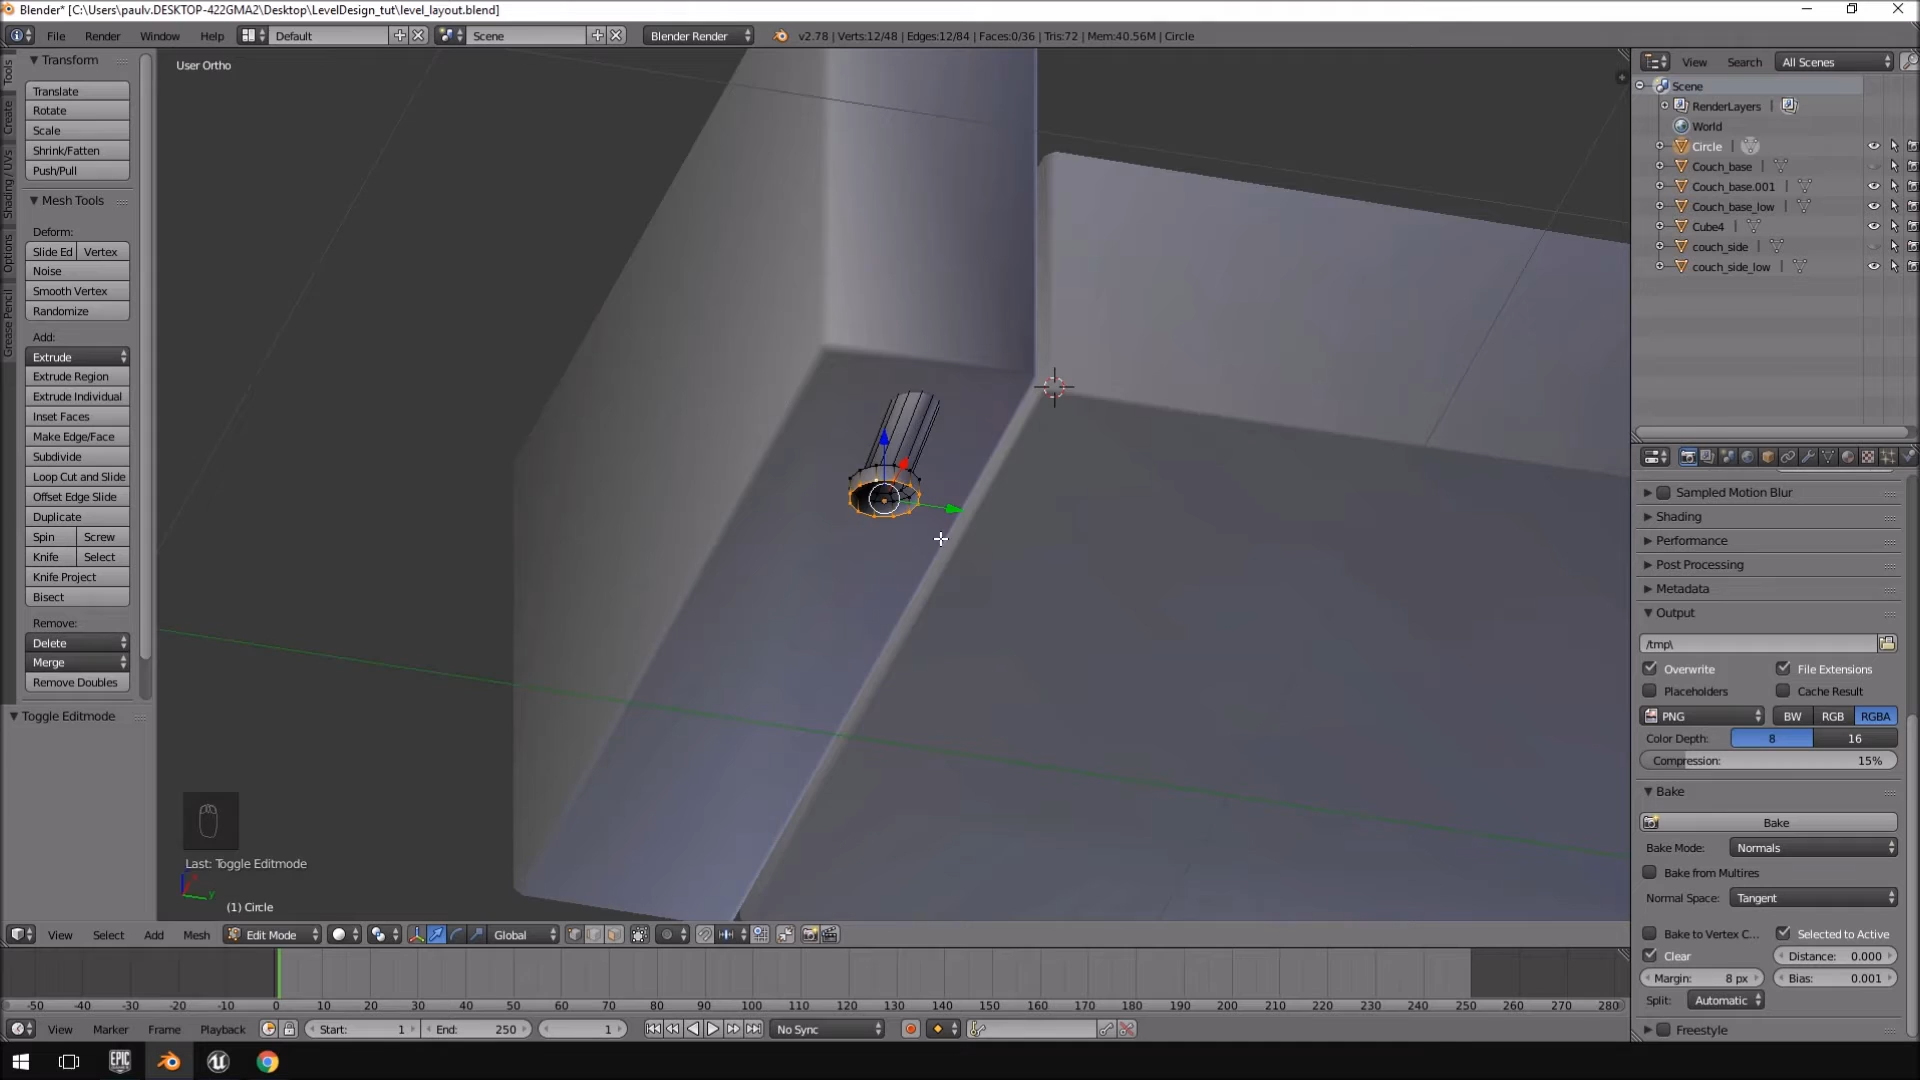 Blender* [C:\Users\paulv.DESKTOP-422GMA2\Desktop\LevelDesign_tut\level_layout.blend]
File Render Window Help Default Scene Blender Render v2.78 | Verts:12/48 | Edges:12/84 | Faces:0/36 | Tris:72 | Mem:40.56M | Circle
Tools
Create
Shading / UVs
Options
Grease Pencil
Transform
Translate
Rotate
Scale
Shrink/Fatten
Push/Pull
Mesh Tools
Deform:
Slide Ed Vertex
Noise
Smooth Vertex
Randomize
Add:
Extrude
Extrude Region
Extrude Individual
Inset Faces
Make Edge/Face
Subdivide
Loop Cut and Slide
Offset Edge Slide
Duplicate
Spin Screw
Knife Select
Knife Project
Bisect
Remove:
Delete
Merge
Remove Doubles
Toggle Editmode
User Ortho
Last: Toggle Editmode
y
(1) Circle
View Search All Scenes
Scene
RenderLayers
World
Circle
Couch_base
Couch_base.001
Couch_base_low
Cube4
couch_side
couch_side_low
Sampled Motion Blur
Shading
Performance
Post Processing
Metadata
Output
/tmp\
Overwrite File Extensions
Placeholders Cache Result
PNG BW RGB RGBA
Color Depth: 8 16
Compression: 15%
Bake
Bake
Bake Mode: Normals
Bake from Multires
Normal Space: Tangent
Bake to Vertex C... Selected to Active
Clear Distance: 0.000
Margin: 8 px Bias: 0.001
Split: Automatic
Freestyle
View Select Add Mesh Edit Mode Global
-50 -40 -30 -20 -10 0 10 20 30 40 50 60 70 80 90 100 110 120 130 140 150 160 170 180 190 200 210 220 230 240 250 260 270 280
View Marker Frame Playback Start: 1 End: 250 1 No Sync
EPIC GAMES